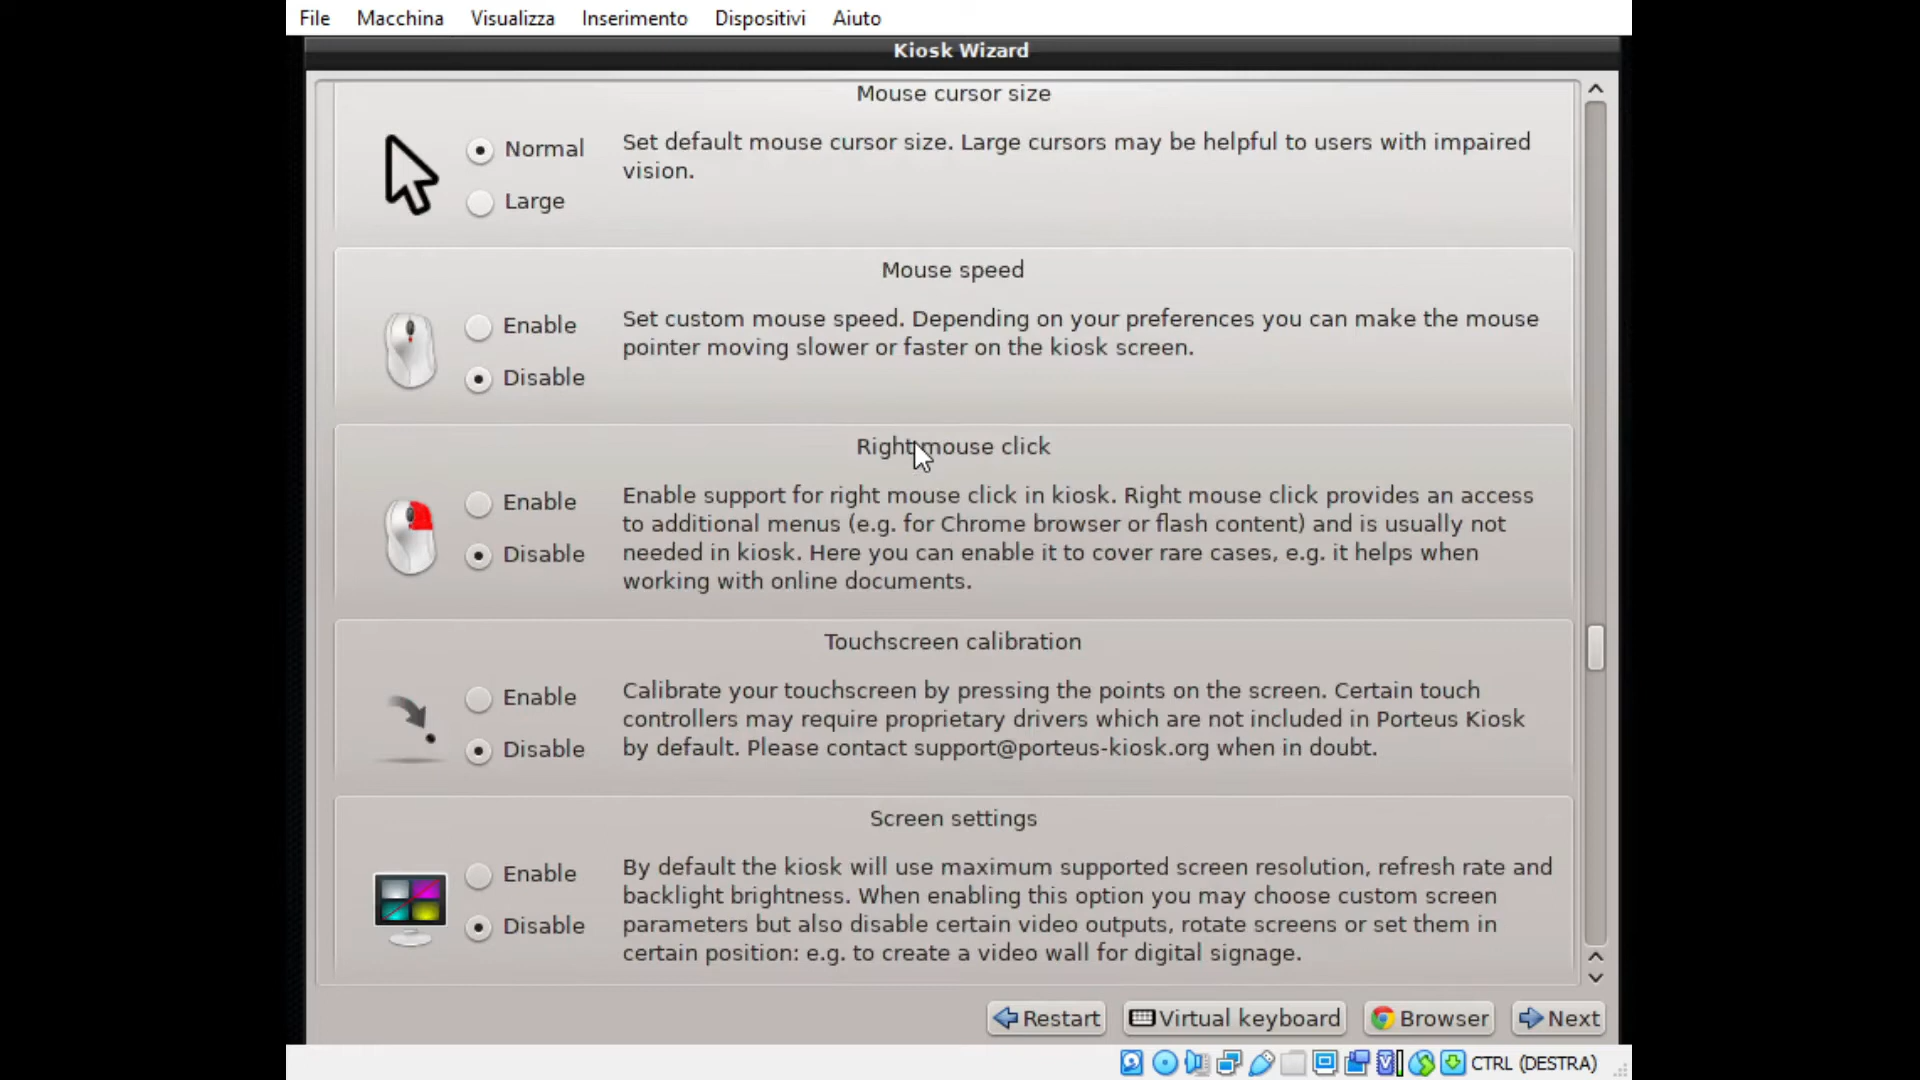 File Macchina Visualizza Inserimento Dispositivi Aiuto
Kiosk Wizard
Mouse cursor size
Normal
Large
Set default mouse cursor size. Large cursors may be helpful to users with impaired
vision.
Mouse speed
Enable
Disable
Set custom mouse speed. Depending on your preferences you can make the mouse
pointer moving slower or faster on the kiosk screen.
Right mouse click
Enable
Disable
Enable support for right mouse click in kiosk. Right mouse click provides an access
to additional menus (e.g. for Chrome browser or flash content) and is usually not
needed in kiosk. Here you can enable it to cover rare cases, e.g. it helps when
working with online documents.
Touchscreen calibration
Enable
Disable
Calibrate your touchscreen by pressing the points on the screen. Certain touch
controllers may require proprietary drivers which are not included in Porteus Kiosk
by default. Please contact support@porteus-kiosk.org when in doubt.
Screen settings
Enable
Disable
By default the kiosk will use maximum supported screen resolution, refresh rate and
backlight brightness. When enabling this option you may choose custom screen
parameters but also disable certain video outputs, rotate screens or set them in
certain position: e.g. to create a video wall for digital signage.
Restart Virtual keyboard Browser Next
CTRL (DESTRA)